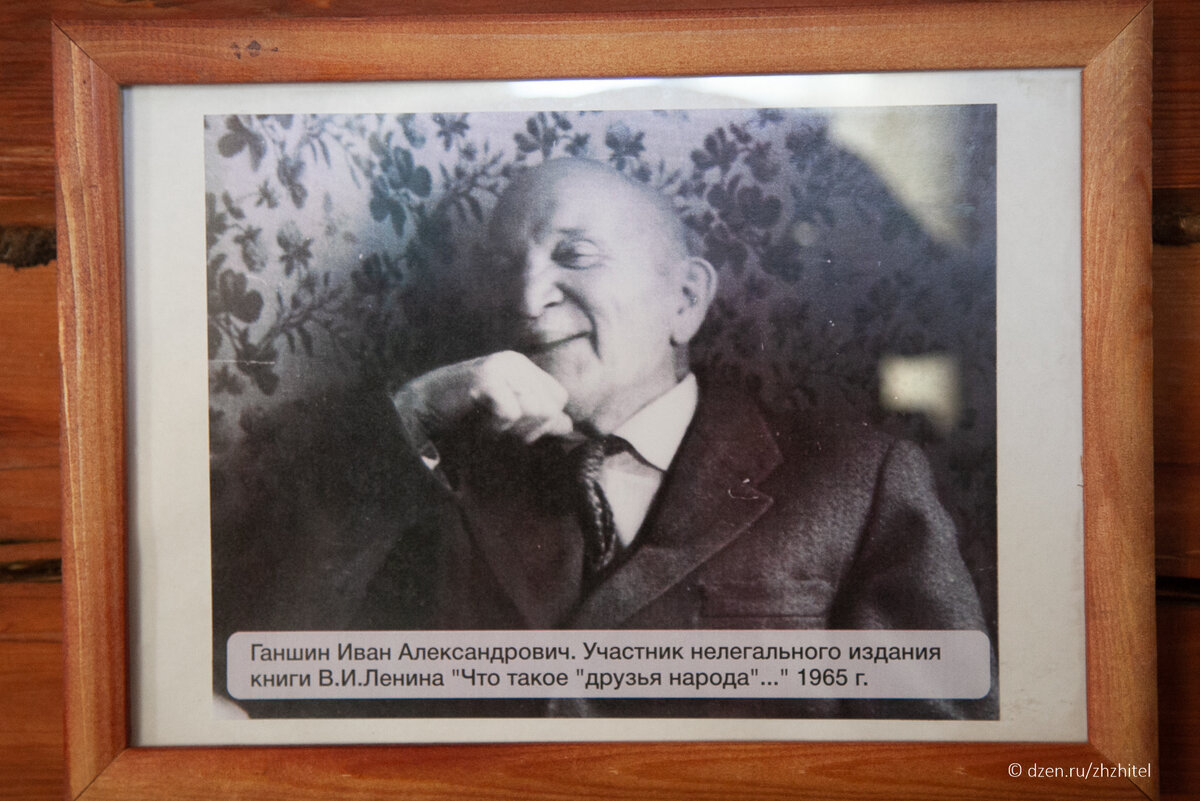 Ганшин Иван Александрович. Участник нелегального издания
книги В.И.Ленина "Что такое "друзья народа"..." 1965 г.
© dzen.ru/zhzhitel